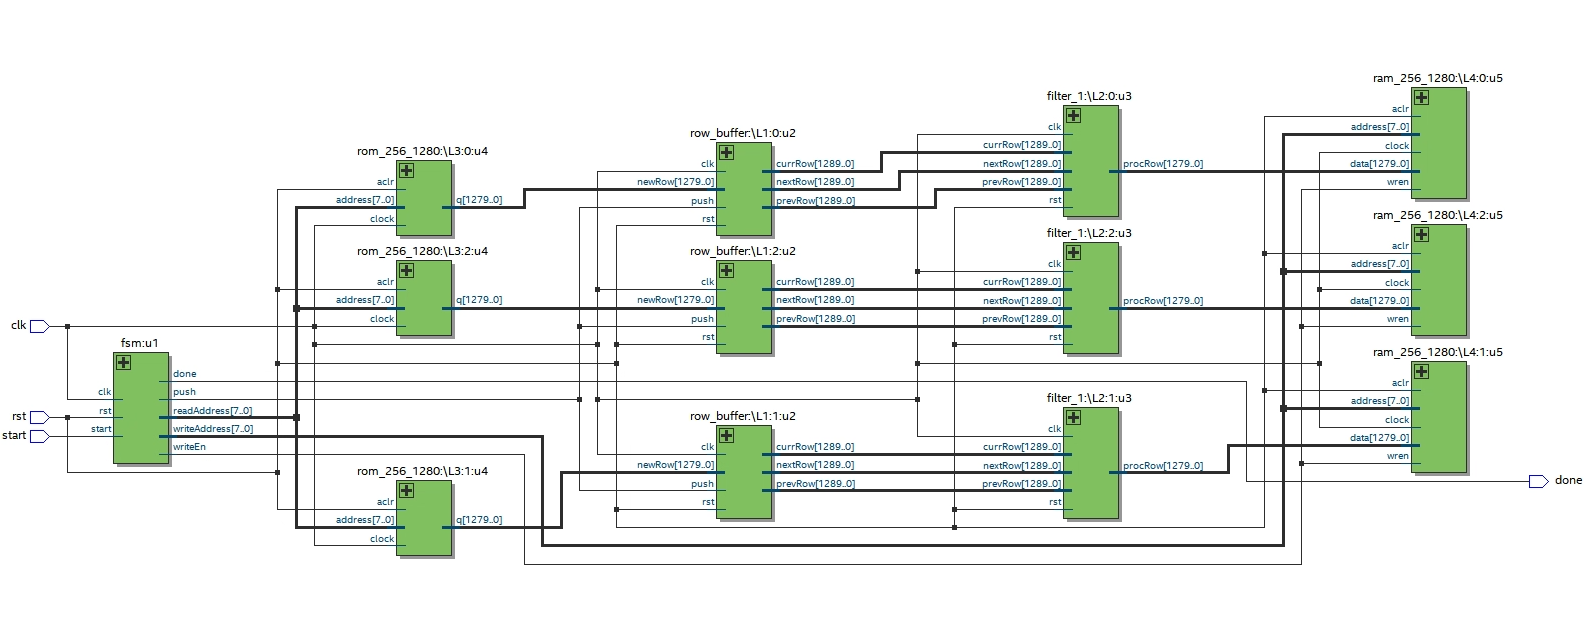 clk
rst
start
fsm:u1
clk
rst
start
done
push
readAddress[7..0]
writeAddress[7..0]
writeEn
rom_256_1280:\L3:0:u4
aclr
address[7..0]
clock
q[1279..0]
rom_256_1280:\L3:2:u4
aclr
address[7..0]
clock
q[1279..0]
rom_256_1280:\L3:1:u4
aclr
address[7..0]
clock
q[1279..0]
row_buffer:\L1:0:u2
clk
newRow[1279..0]
push
rst
currRow[1289..0]
nextRow[1289..0]
prevRow[1289..0]
row_buffer:\L1:2:u2
clk
newRow[1279..0]
push
rst
currRow[1289..0]
nextRow[1289..0]
prevRow[1289..0]
row_buffer:\L1:1:u2
clk
newRow[1279..0]
push
rst
currRow[1289..0]
nextRow[1289..0]
prevRow[1289..0]
filter_1:\L2:0:u3
clk
currRow[1289..0]
nextRow[1289..0]
prevRow[1289..0]
rst
procRow[1279..0]
filter_1:\L2:2:u3
clk
currRow[1289..0]
nextRow[1289..0]
prevRow[1289..0]
rst
procRow[1279..0]
filter_1:\L2:1:u3
clk
currRow[1289..0]
nextRow[1289..0]
prevRow[1289..0]
rst
procRow[1279..0]
ram_256_1280:\L4:0:u5
aclr
address[7..0]
clock
data[1279..0]
wren
ram_256_1280:\L4:2:u5
aclr
address[7..0]
clock
data[1279..0]
wren
ram_256_1280:\L4:1:u5
aclr
address[7..0]
clock
data[1279..0]
wren
done